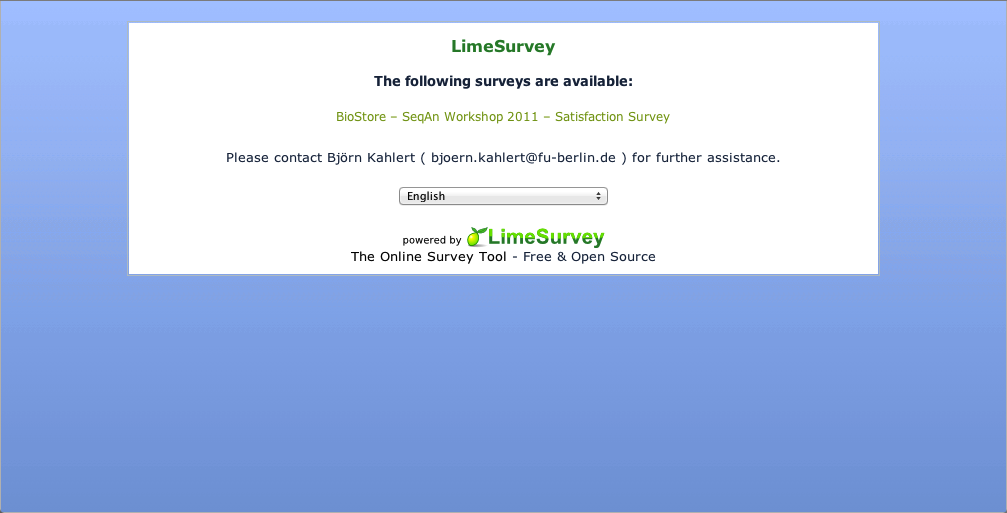 LimeSurvey
The following surveys are available:
BioStore – SeqAn Workshop 2011 – Satisfaction Survey
Please contact Björn Kahlert ( bjoern.kahlert@fu-berlin.de ) for further assistance.
English
powered by LimeSurvey
The Online Survey Tool - Free & Open Source